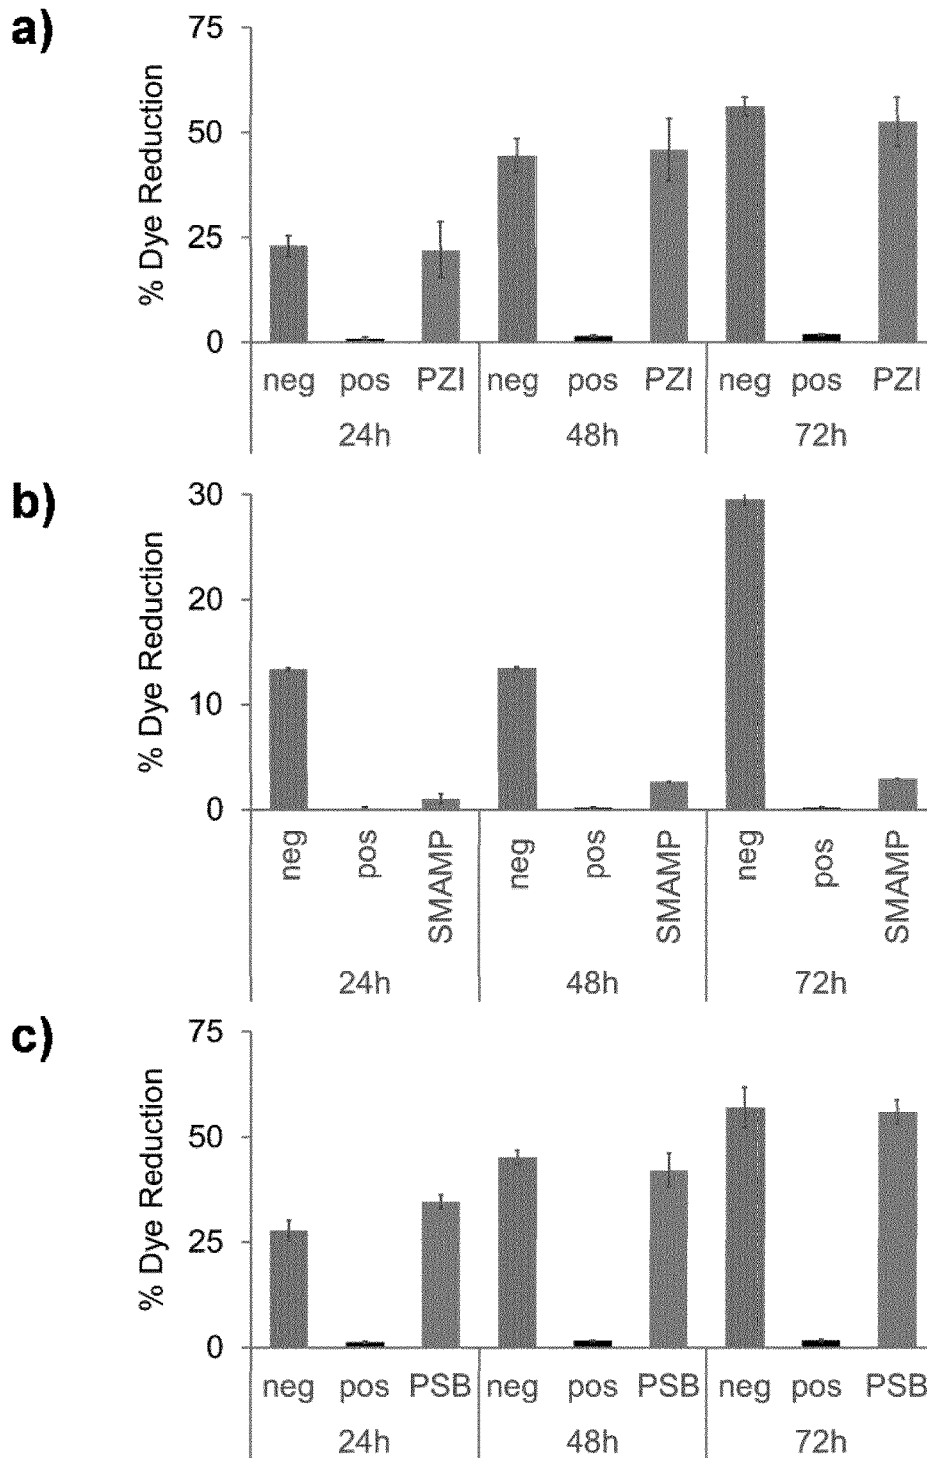 a)
% Dye Reduction
75
50
25
0
neg pos PZI neg pos PZI neg pos PZI
24h 48h 72h
b)
% Dye Reduction
30
20
10
0
neg pos SMAMP neg pos SMAMP neg pos SMAMP
24h 48h 72h
c)
% Dye Reduction
75
50
25
0
neg pos PSB neg pos PSB neg pos PSB
24h 48h 72h